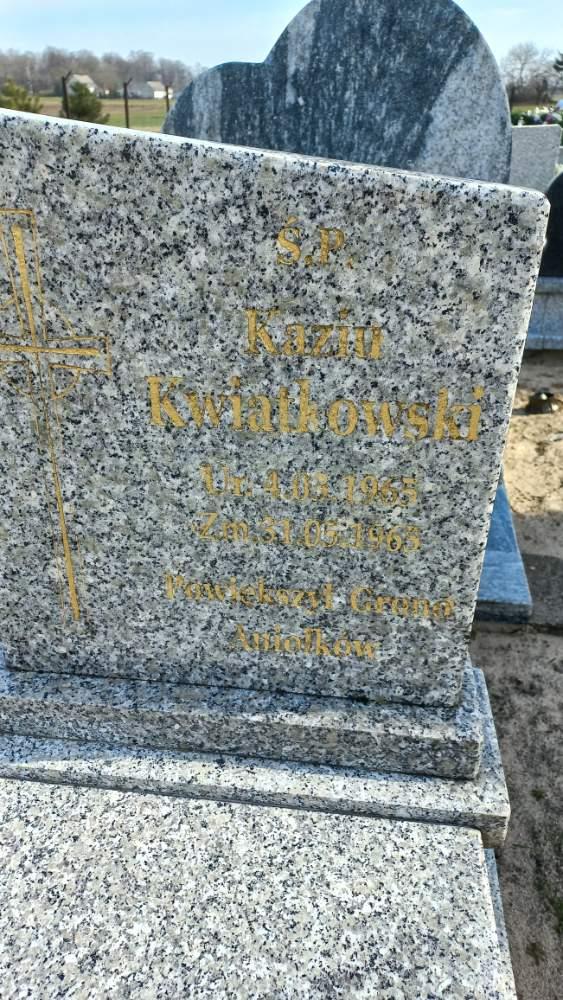 Ś.P.
Kaziu
Kwiatkowski
Ur. 4.03.1965
Zm.31.05.1965
Powiększył Grono
Aniołków